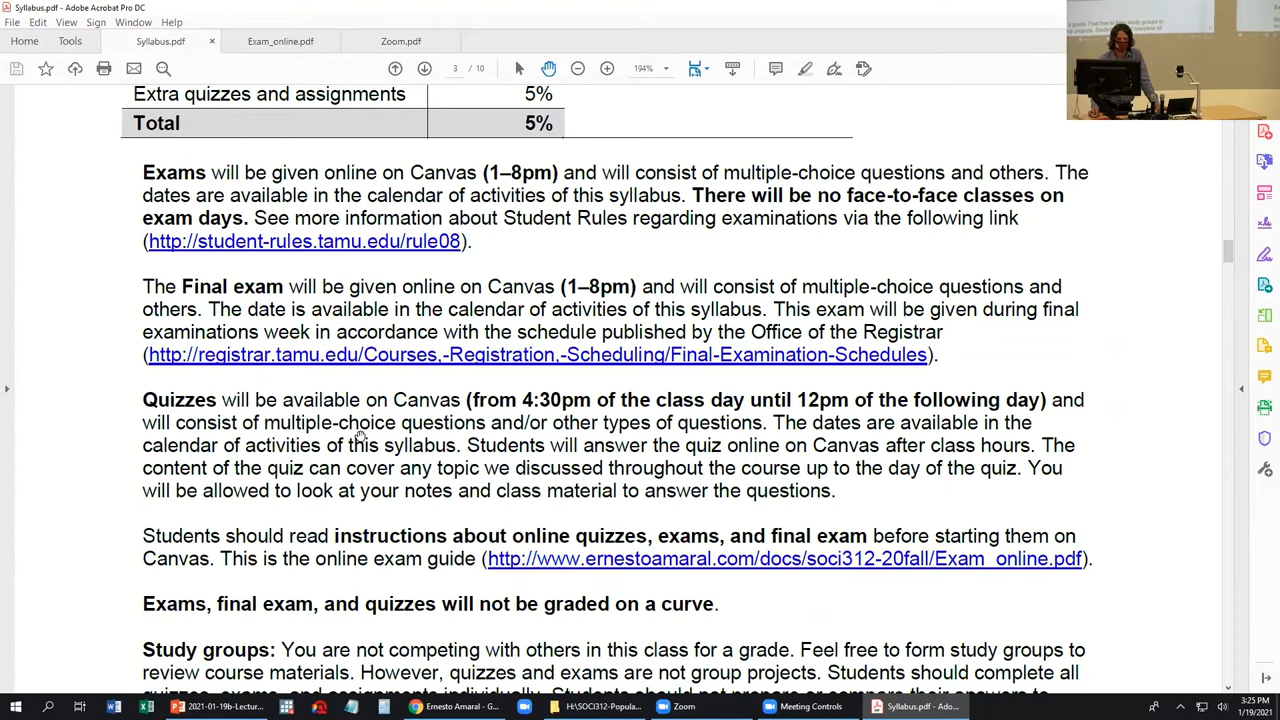 Syllabus.pdf - Adobe Acrobat Pro DC
File Edit View Sign Window Help
Home Tools Syllabus.pdf × Exam_online.pdf Zoom.pdf
3 / 10 194%
Extra quizzes and assignments 5%
Total 5%
Exams will be given online on Canvas (1–8pm) and will consist of multiple-choice questions and others. The
dates are available in the calendar of activities of this syllabus. There will be no face-to-face classes on
exam days. See more information about Student Rules regarding examinations via the following link
(http://student-rules.tamu.edu/rule08).
The Final exam will be given online on Canvas (1–8pm) and will consist of multiple-choice questions and
others. The date is available in the calendar of activities of this syllabus. This exam will be given during final
examinations week in accordance with the schedule published by the Office of the Registrar
(http://registrar.tamu.edu/Courses,-Registration,-Scheduling/Final-Examination-Schedules).
Quizzes will be available on Canvas (from 4:30pm of the class day until 12pm of the following day) and
will consist of multiple-choice questions and/or other types of questions. The dates are available in the
calendar of activities of this syllabus. Students will answer the quiz online on Canvas after class hours. The
content of the quiz can cover any topic we discussed throughout the course up to the day of the quiz. You
will be allowed to look at your notes and class material to answer the questions.
Students should read instructions about online quizzes, exams, and final exam before starting them on
Canvas. This is the online exam guide (http://www.ernestoamaral.com/docs/soci312-20fall/Exam_online.pdf).
Exams, final exam, and quizzes will not be graded on a curve.
Study groups: You are not competing with others in this class for a grade. Feel free to form study groups to
review course materials. However, quizzes and exams are not group projects. Students should complete all
2021-01-19b-Lectur... Ernesto Amaral - G... H:\SOCI312-Popula... Zoom Meeting Controls Syllabus.pdf - Ado... 3:25 PM
1/19/2021